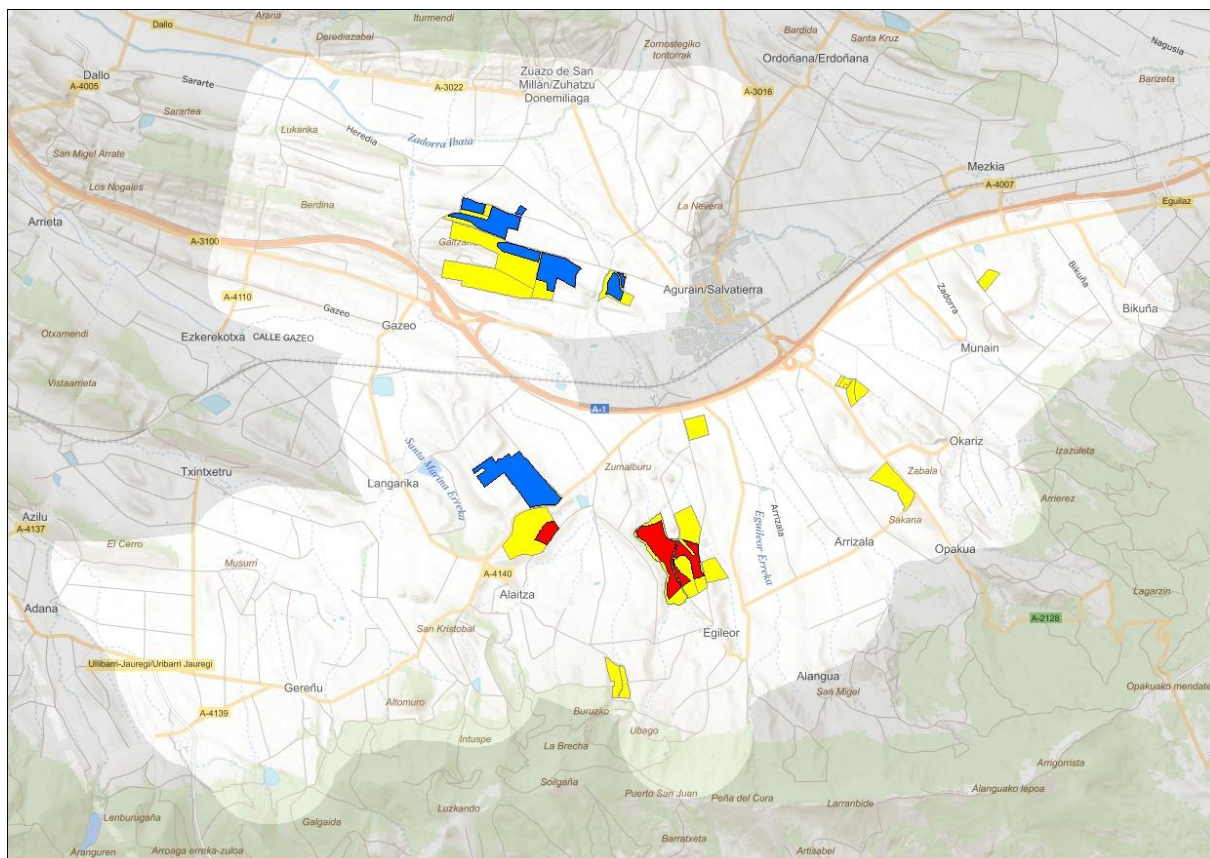 Arana
Iturmendi
Dallo
Bardida
Santa Kruz
Nagusia
Derediazabal
Zornostegiko
tontorrak
Ordoñana/Erdoñana
Dallo
Zuazo de San
Millán/Zuhatzu
Donemiliaga
A-4005
Sararte
A-3022
A-3016
Barizeta
Sarartea
Lukarika
Heredia
Zadorra Ibaia
San Migel Arrate
Mezkia
A-4007
Los Nogales
Berdina
La Nevera
Eguilaz
Arrieta
A-3100
Gaitzarr
Bikuña
A-4110
Agurain/Salvatierra
Zadorra
Bikuña
Gazeo
Gazeo
Otxamendi
Ezkerekotxa
CALLE GAZEO
Munain
Vistaarrieta
A-1
Santa Marina Erreka
Okariz
Izazuleta
Txintxetru
Zumalburu
Zabala
Langarika
Arrierez
Azilu
A-4137
Eguileor Erreka
Arrizala
Sakana
El Cerro
Arrizala
Opakua
Musurri
A-4140
Alaitza
Lagarzin
Adana
San Kristobal
A-2128
Egileor
Ullibarri-Jauregi/Uribarri Jauregi
Alangua
San Migel
Opakuako mendate
Gereñu
Altomuro
Buruzko
A-4139
Ubago
Intuspe
La Brecha
Arrigorrista
Soilgaña
Puerto San Juan
Peña del Cura
Alanguako lepoa
Lenburugaña
Luzkando
Larranbide
Galgaida
Barratxeta
Aranguren
Arroaga erreka-zuloa
Artisabel